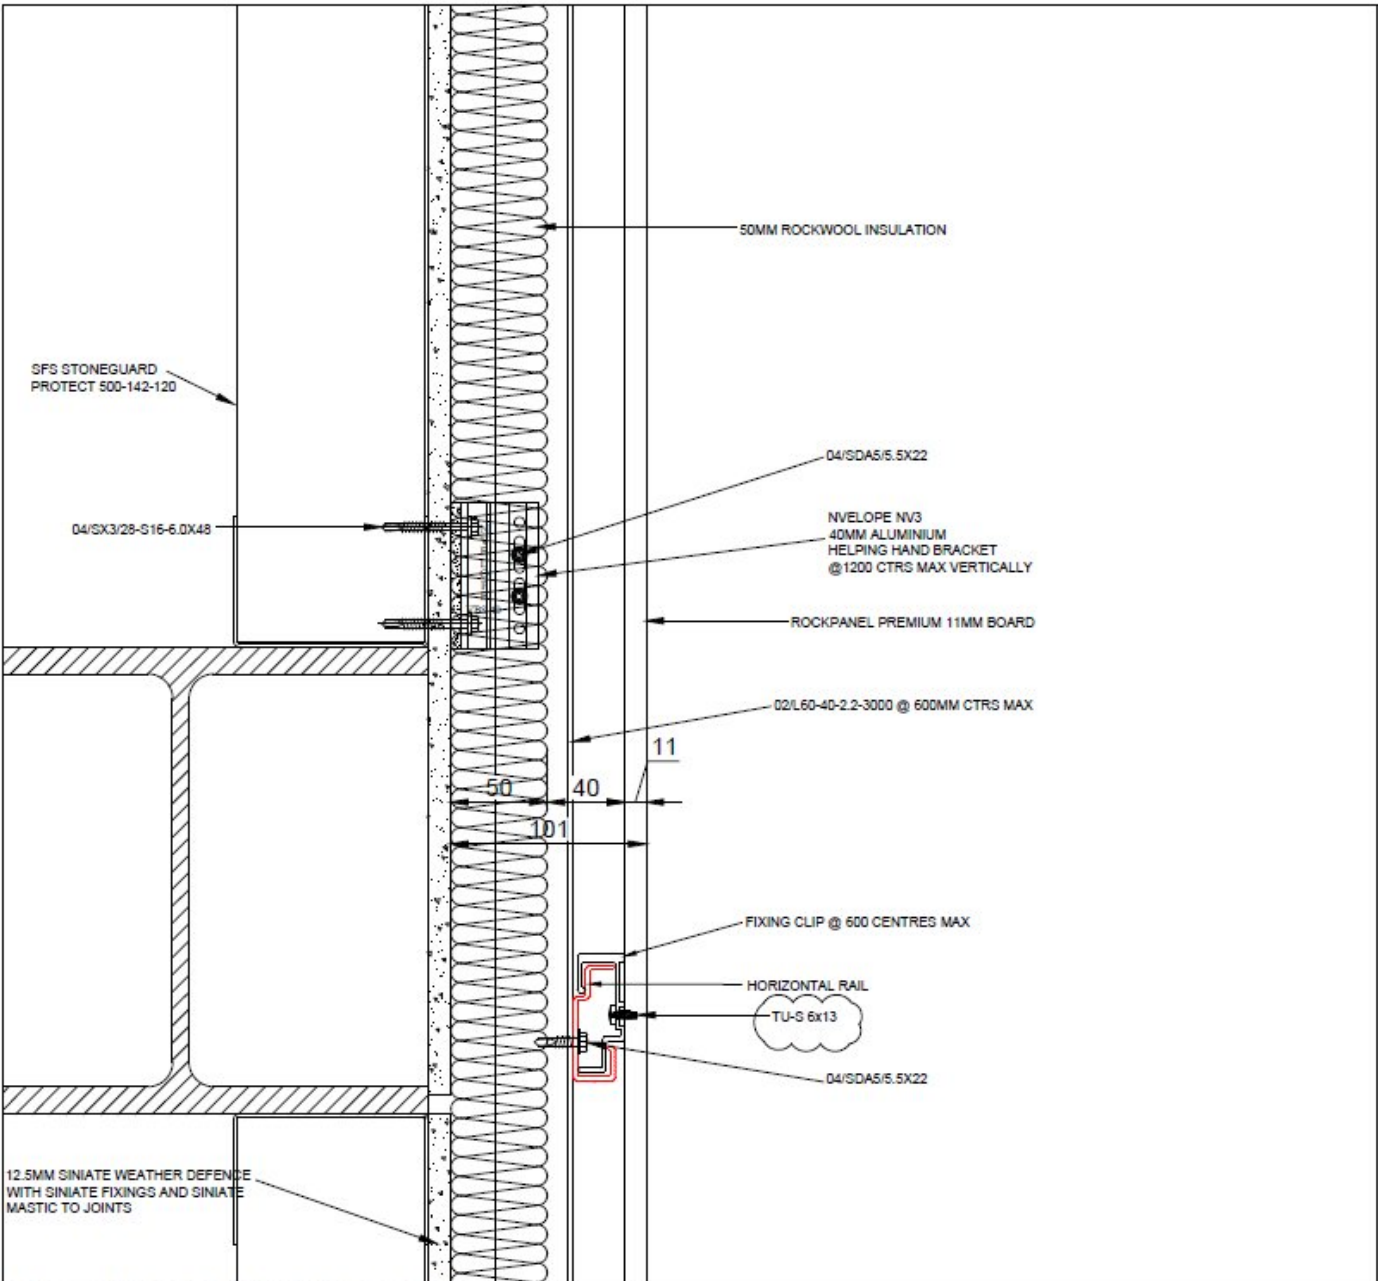 50MM ROCKWOOL INSULATION
SFS STONEGUARD
PROTECT 500-142-120
04/SDA5/5.5X22
04/SX3/28-S16-6.0X48
NVELOPE NV3
40MM ALUMINIUM
HELPING HAND BRACKET
@1200 CTRS MAX VERTICALLY
ROCKPANEL PREMIUM 11MM BOARD
02/L60-40-2.2-3000 @ 600MM CTRS MAX
11
50
40
101
FIXING CLIP @ 600 CENTRES MAX
HORIZONTAL RAIL
TU-S 6x13
04/SDA5/5.5X22
12.5MM SINIATE WEATHER DEFENCE
WITH SINIATE FIXINGS AND SINIATE
MASTIC TO JOINTS